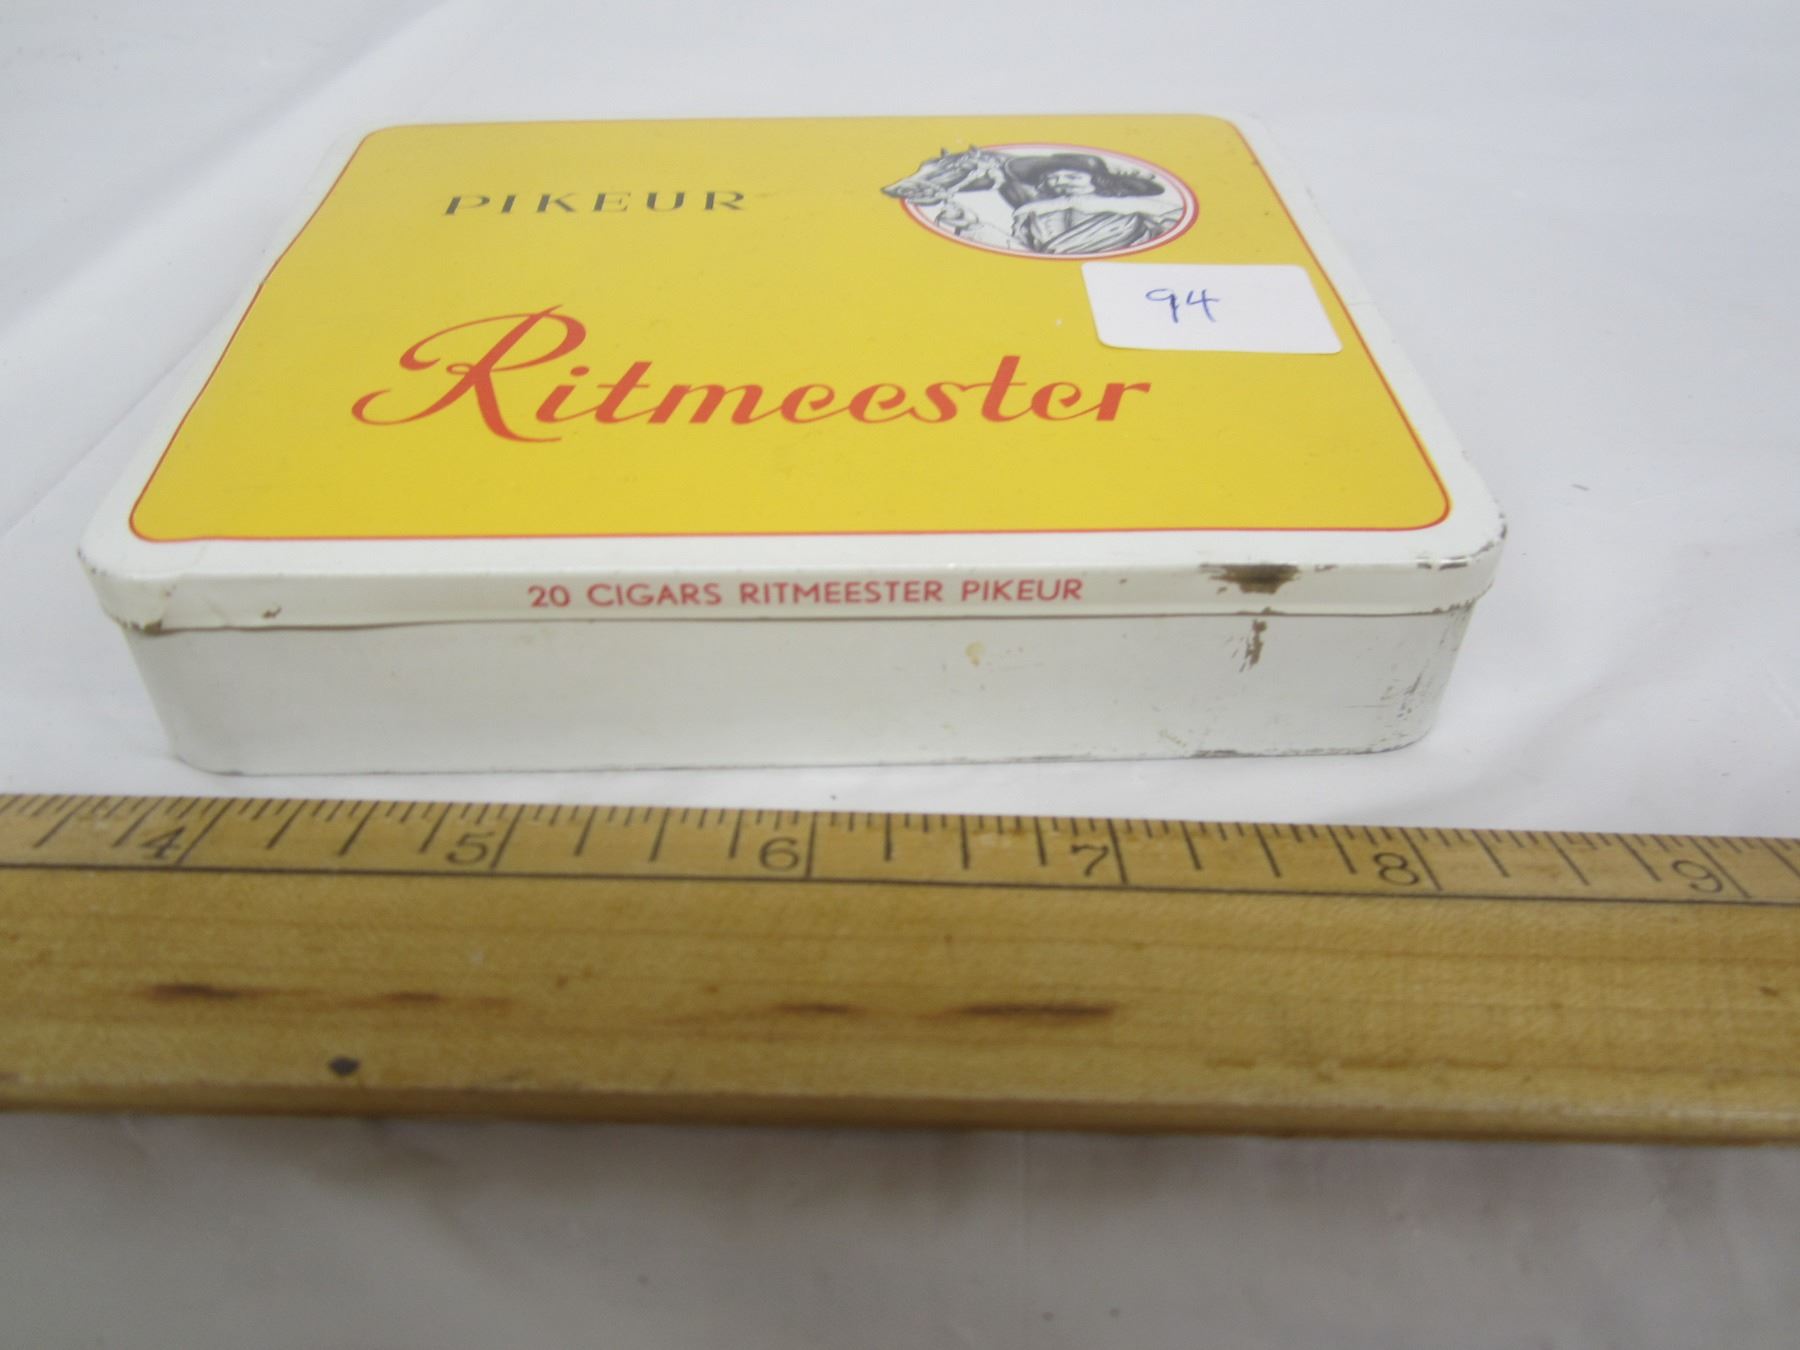 PIKEUR
94
Ritmeester
20 CIGARS RITMEESTER PIKEUR
4 5 6 7 8 9